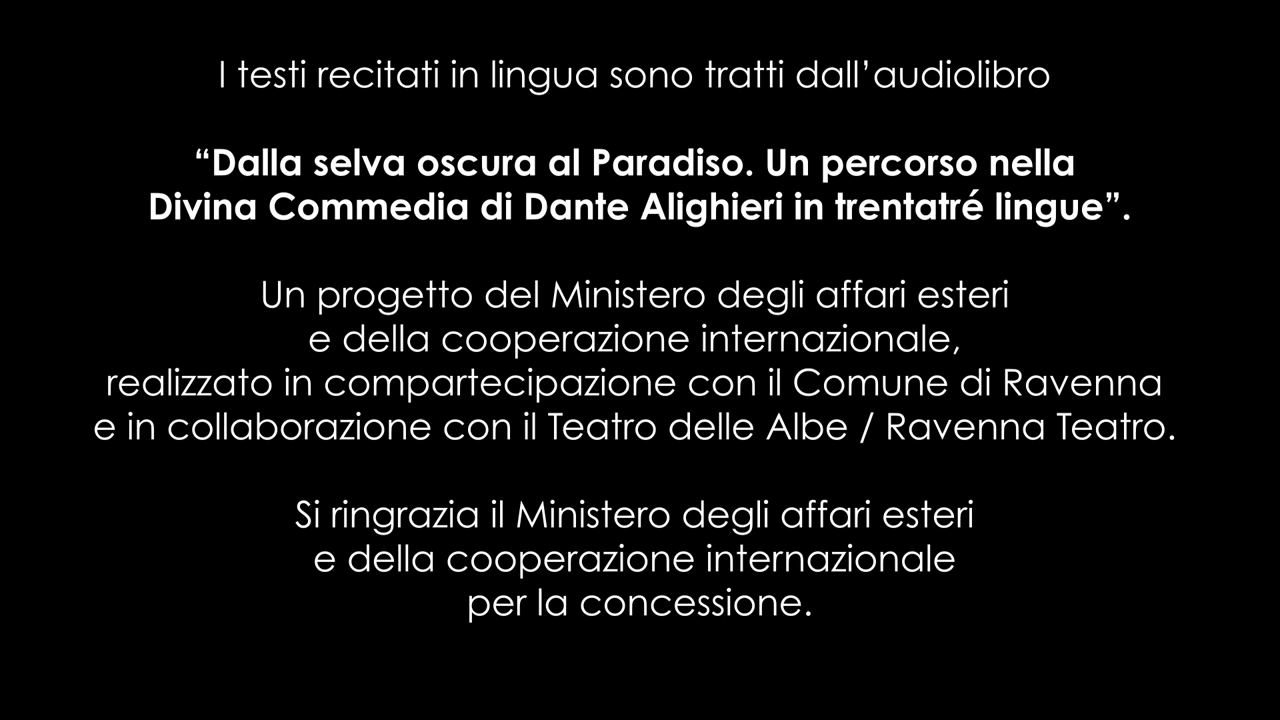 I testi recitati in lingua sono tratti dall’audiolibro
“Dalla selva oscura al Paradiso. Un percorso nella
Divina Commedia di Dante Alighieri in trentatré lingue”.
Un progetto del Ministero degli affari esteri
e della cooperazione internazionale,
realizzato in compartecipazione con il Comune di Ravenna
e in collaborazione con il Teatro delle Albe / Ravenna Teatro.
Si ringrazia il Ministero degli affari esteri
e della cooperazione internazionale
per la concessione.